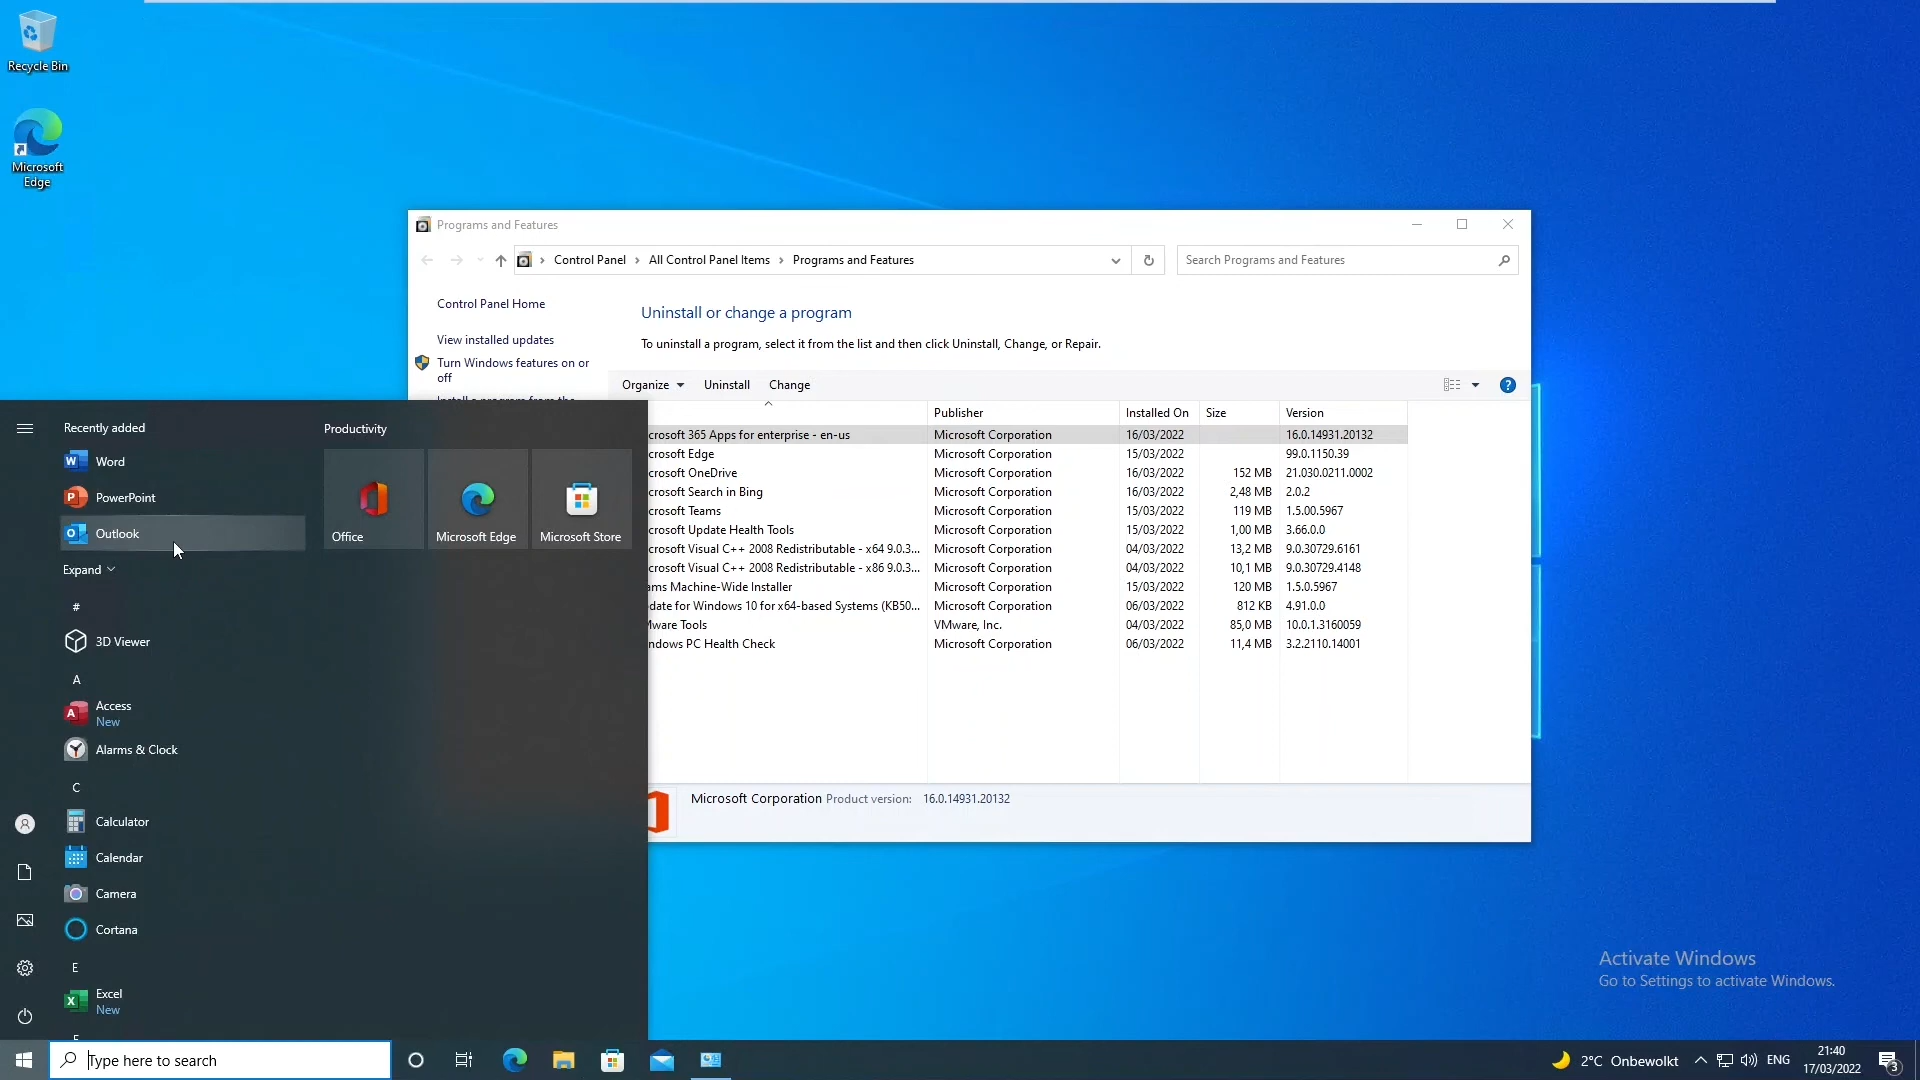 Recycle Bin
Microsoft
Edge
Programs and Features
Control Panel
All Control Panel Items
Programs and Features
Search Programs and Features
Control Panel Home
View installed updates
Turn Windows features on or
off
Uninstall or change a program
To uninstall a program, select it from the list and then click Uninstall, Change, or Repair.
Organize
Uninstall
Change
Publisher Installed On Size Version
crosoft 365 Apps for enterprise - en-us Microsoft Corporation 16/03/2022 16.0.14931.20132
crosoft Edge Microsoft Corporation 15/03/2022 99.0.1150.39
crosoft OneDrive Microsoft Corporation 16/03/2022 152 MB 21.030.0211.0002
crosoft Search in Bing Microsoft Corporation 16/03/2022 2,48 MB 2.0.2
crosoft Teams Microsoft Corporation 15/03/2022 119 MB 1.5.00.5967
crosoft Update Health Tools Microsoft Corporation 15/03/2022 1,00 MB 3.66.0.0
crosoft Visual C++ 2008 Redistributable - x64 9.0.3... Microsoft Corporation 04/03/2022 13,2 MB 9.0.30729.6161
crosoft Visual C++ 2008 Redistributable - x86 9.0.3... Microsoft Corporation 04/03/2022 10,1 MB 9.0.30729.4148
ams Machine-Wide Installer Microsoft Corporation 15/03/2022 120 MB 1.5.0.5967
date for Windows 10 for x64-based Systems (KB50... Microsoft Corporation 06/03/2022 812 KB 4.91.0.0
Mware Tools VMware, Inc. 04/03/2022 85,0 MB 10.0.1.3160059
ndows PC Health Check Microsoft Corporation 06/03/2022 11,4 MB 3.2.2110.14001
Microsoft Corporation Product version: 16.0.14931.20132
Recently added
Word
PowerPoint
Outlook
Expand
#
3D Viewer
A
Access
New
Alarms & Clock
C
Calculator
Calendar
Camera
Cortana
E
Excel
New
Productivity
Office
Microsoft Edge
Microsoft Store
Activate Windows
Go to Settings to activate Windows.
Type here to search
2°C Onbewolkt
ENG
21:40
17/03/2022
3